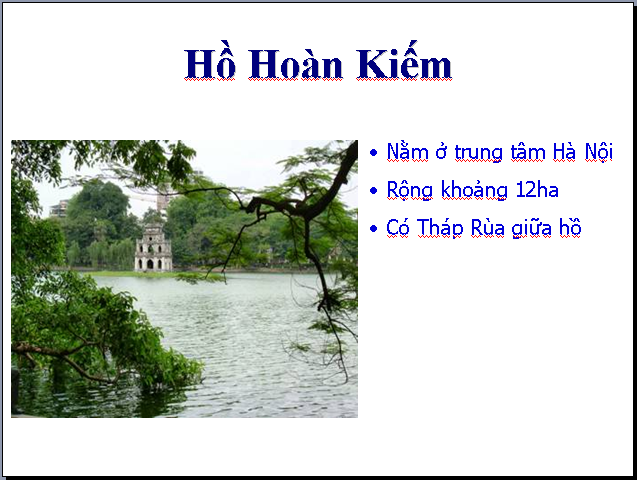 Hồ Hoàn Kiếm
• Nằm ở trung tâm Hà Nội
• Rộng khoảng 12ha
• Có Tháp Rùa giữa hồ